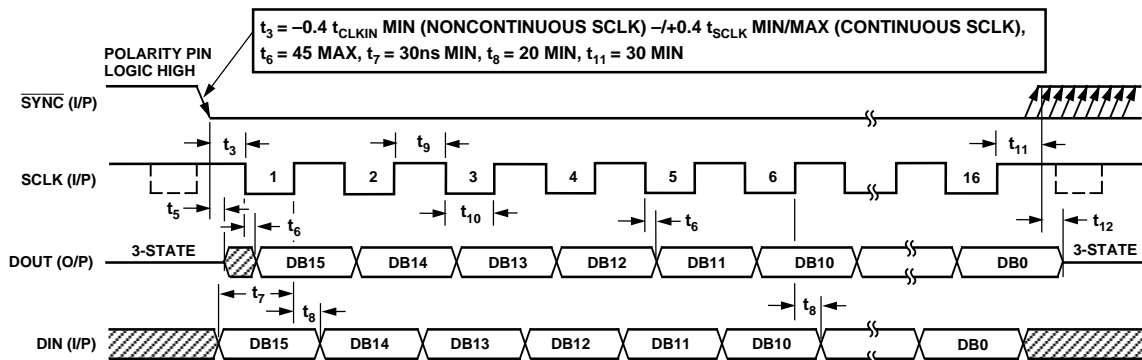 t3 = –0.4 tCLKIN MIN (NONCONTINUOUS SCLK) –/+0.4 tSCLK MIN/MAX (CONTINUOUS SCLK),
t6 = 45 MAX, t7 = 30ns MIN, t8 = 20 MIN, t11 = 30 MIN
POLARITY PIN
LOGIC HIGH
SYNC (I/P)
t3 t9 t11
SCLK (I/P) 1 2 3 4 5 6 16
t5 t10 t12
t6 t6
3-STATE 3-STATE
DOUT (O/P) DB15 DB14 DB13 DB12 DB11 DB10 DB0
t7 t8 t8
DIN (I/P) DB15 DB14 DB13 DB12 DB11 DB10 DB0